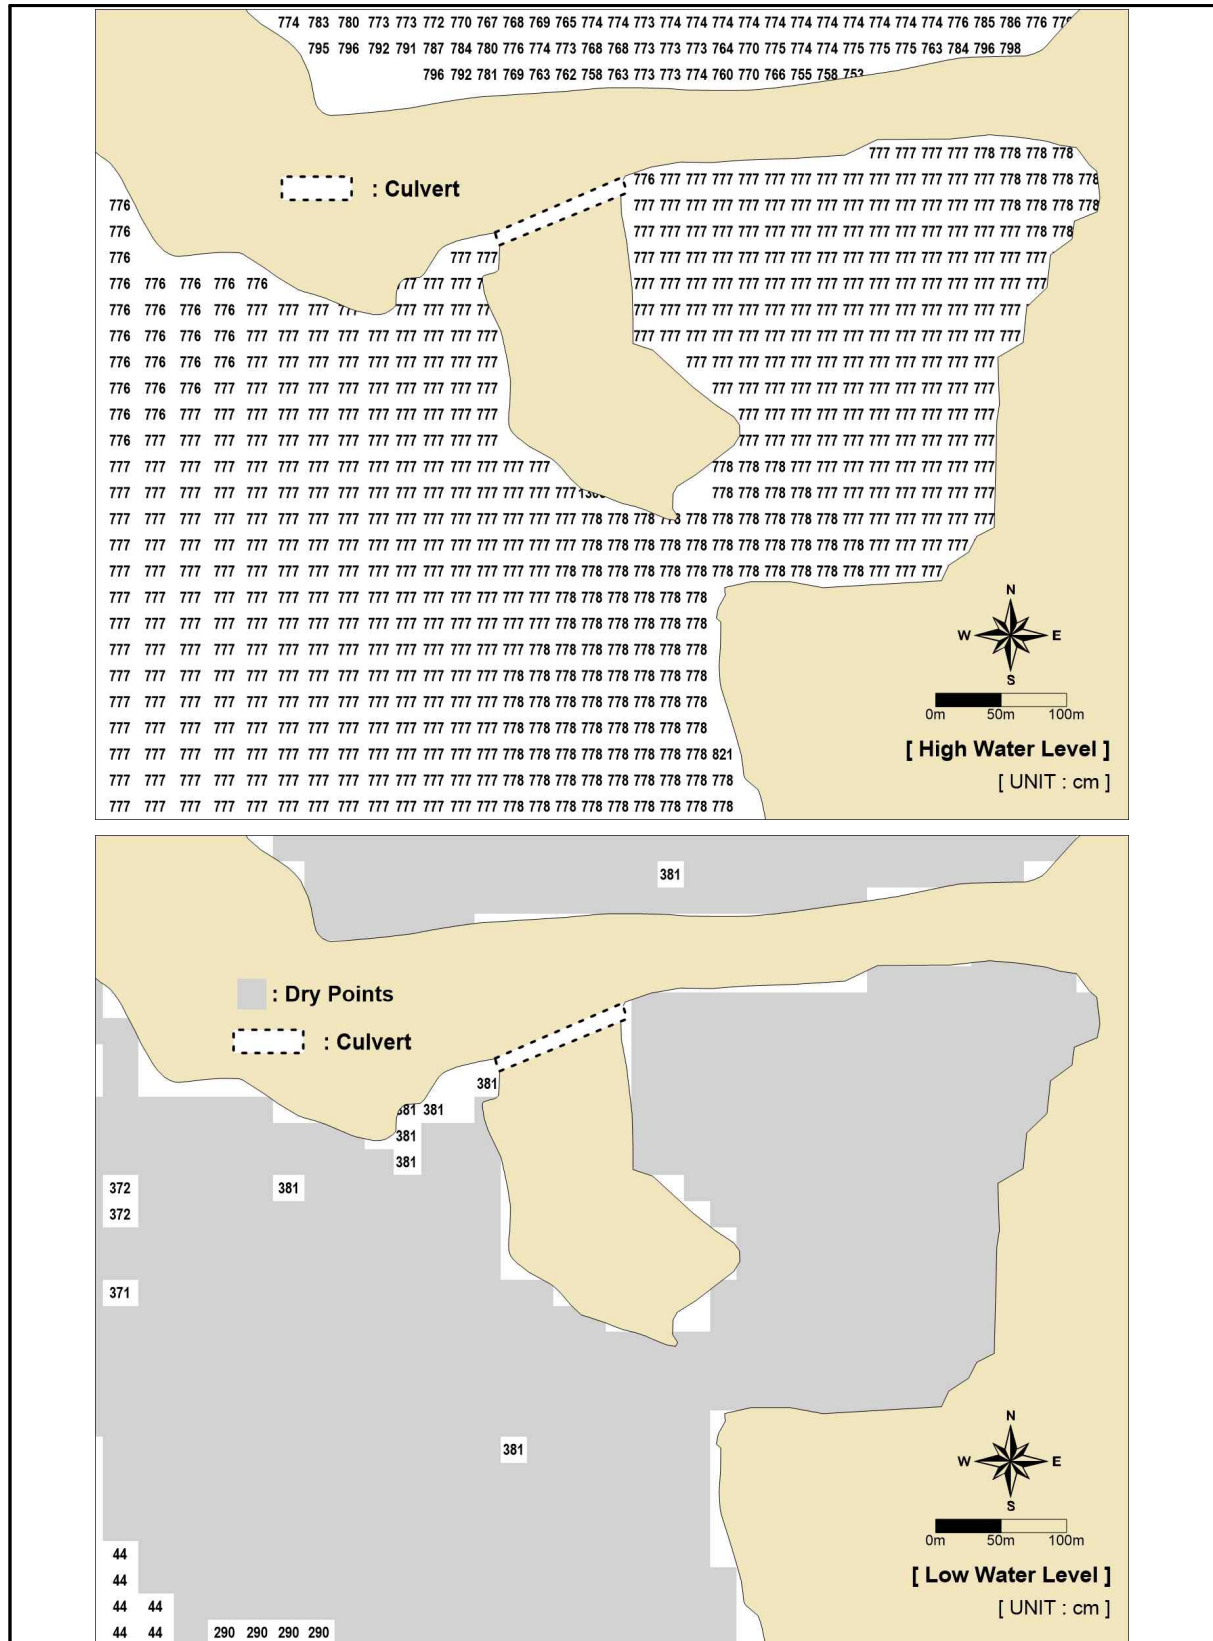 774 783 780 773 773 772 770 767 768 769 765 774 774 773 774 774 774 774 774 774 774 774 774 774 774 776 785 786 776
795 796 792 791 787 784 780 776 774 773 768 768 773 773 773 764 770 775 774 774 775 775 775 763 784 796 798
796 792 781 769 763 762 758 763 773 773 774 760 770 766 755 758 753
777 777 777 777 778 778 778 778
: Culvert
776 777 777 777 777 777 777 777 777 777 777 777 777 777 778 778 778 778
776 777 777 777 777 777 777 777 777 777 777 777 777 777 777 778 778 778 778
776 777 777 777 777 777 777 777 777 777 777 777 777 777 777 777 778 778
776 777 777 777 777 777 777 777 777 777 777 777 777 777 777 777 777 777 777
776 776 776 776 776 777 777 777 777 777 777 777 777 777 777 777 777 777 777 777 777 777 777 777
776 776 776 776 777 777 777 777 777 777 777 777 777 777 777 777 777 777 777 777 777 777 777 777 777
776 776 776 776 777 777 777 777 777 777 777 777 777 777 777 777 777 777 777 777 777 777 777 777 777 777 777 777
776 776 776 776 777 777 777 777 777 777 777 777 777 777 777 777 777 777 777 777 777 777 777 777 777
776 776 776 777 777 777 777 777 777 777 777 777 777 777 777 777 777 777 777 777 777 777 777 777
776 776 777 777 777 777 777 777 777 777 777 777 777 777 777 777 777 777 777 777 777 777 777
776 777 777 777 777 777 777 777 777 777 777 777 777 777 777 777 777 777 777 777 777 777 777
777 777 777 777 777 777 777 777 777 777 777 777 777 777 777 778 778 778 777 777 777 777 777 777 777 777
777 777 777 777 777 777 777 777 777 777 777 777 777 777 777 777 778 778 778 778 777 777 777 777 777 777 777
777 777 777 777 777 777 777 777 777 777 777 777 777 777 777 777 778 778 778 778 778 778 778 778 778 777 777 777 777 777 777
777 777 777 777 777 777 777 777 777 777 777 777 777 777 777 777 778 778 778 778 778 778 778 778 778 778 778 777 777 777 777
777 777 777 777 777 777 777 777 777 777 777 777 777 777 777 778 778 778 778 778 778 778 778 778 778 778 778 777 777 777
777 777 777 777 777 777 777 777 777 777 777 777 777 777 777 778 778 778 778 778 778
777 777 777 777 777 777 777 777 777 777 777 777 777 777 777 778 778 778 778 778 778
777 777 777 777 777 777 777 777 777 777 777 777 777 777 778 778 778 778 778 778 778
777 777 777 777 777 777 777 777 777 777 777 777 777 778 778 778 778 778 778 778 778
777 777 777 777 777 777 777 777 777 777 777 777 777 778 778 778 778 778 778 778 778
777 777 777 777 777 777 777 777 777 777 777 777 777 778 778 778 778 778 778 778 778
777 777 777 777 777 777 777 777 777 777 777 777 777 778 778 778 778 778 778 778 778 821
777 777 777 777 777 777 777 777 777 777 777 777 777 778 778 778 778 778 778 778 778 778
777 777 777 777 777 777 777 777 777 777 777 777 777 778 778 778 778 778 778 778 778 778
N
W E
S
0m 50m 100m
[ High Water Level ]
[ UNIT : cm ]
381
: Dry Points
: Culvert
381
381 381
381
381
372 381
372
371
381
44
44
44 44
44 44 290 290 290 290
N
W E
S
0m 50m 100m
[ Low Water Level ]
[ UNIT : cm ]